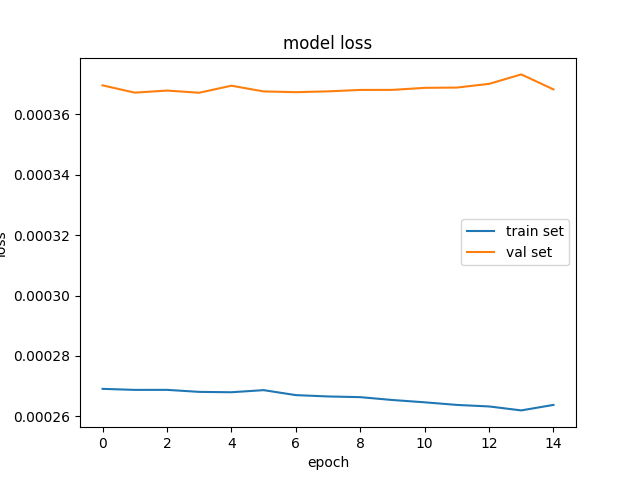 model loss
0.00036
0.00034
0.00032
0.00030
0.00028
0.00026
loss
train set
val set
0 2 4 6 8 10 12 14
epoch